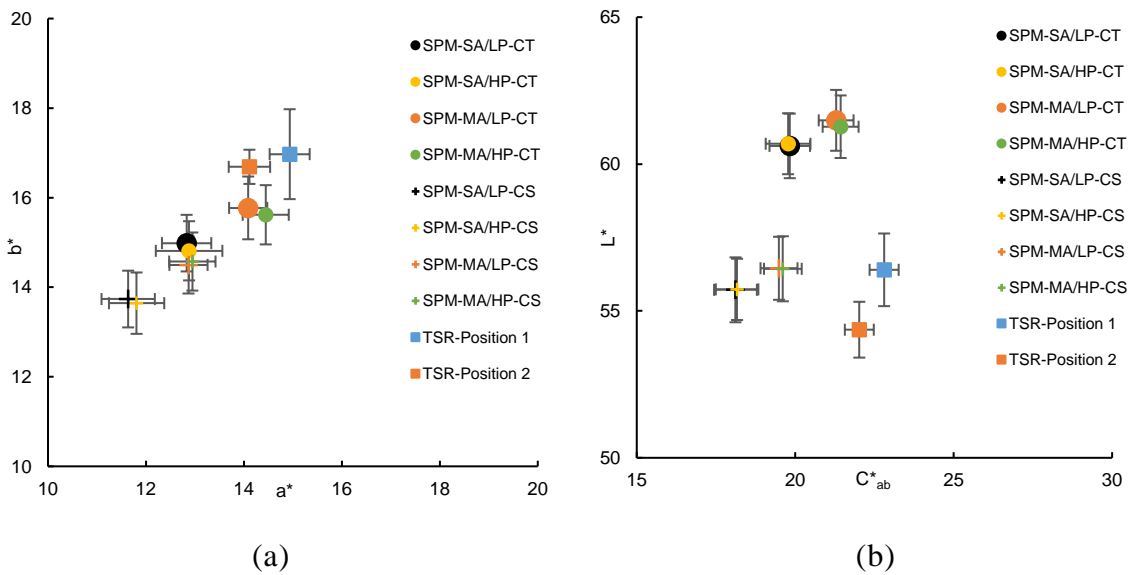 b*
20
18
16
14
12
10
10 12 14 16 18 20
a*
SPM-SA/LP-CT
SPM-SA/HP-CT
SPM-MA/LP-CT
SPM-MA/HP-CT
SPM-SA/LP-CS
SPM-SA/HP-CS
SPM-MA/LP-CS
SPM-MA/HP-CS
TSR-Position 1
TSR-Position 2
(a)
L*
65
60
55
50
15 20 25 30
C*ab
SPM-SA/LP-CT
SPM-SA/HP-CT
SPM-MA/LP-CT
SPM-MA/HP-CT
SPM-SA/LP-CS
SPM-SA/HP-CS
SPM-MA/LP-CS
SPM-MA/HP-CS
TSR-Position 1
TSR-Position 2
(b)